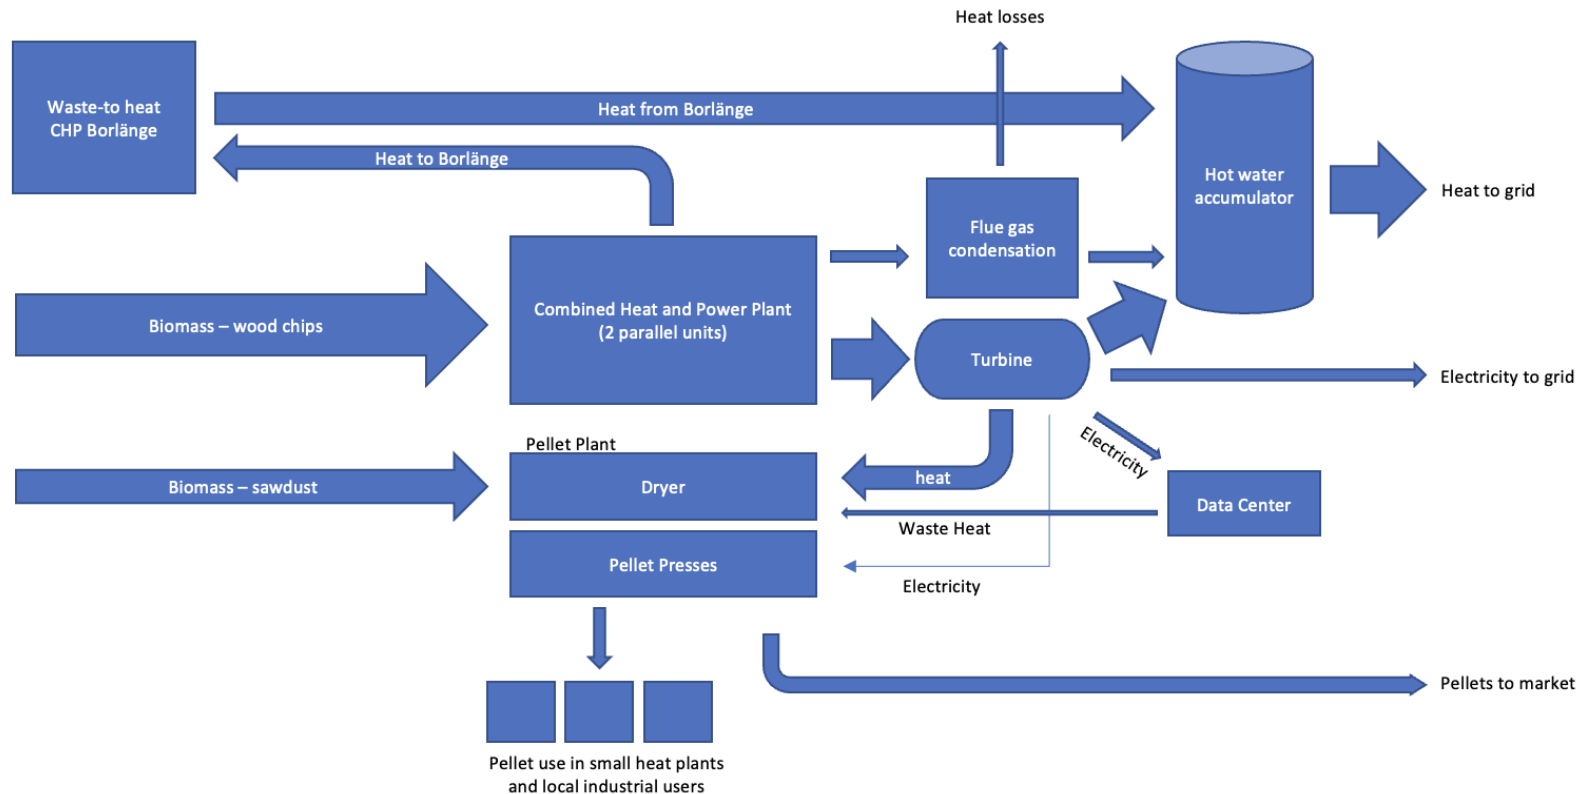 Heat losses
Waste-to heat
CHP Borlänge
Heat from Borlänge
Heat to Borlänge
Hot water
accumulator
Heat to grid
Flue gas
condensation
Combined Heat and Power Plant
(2 parallel units)
Biomass – wood chips
Turbine
Electricity to grid
Pellet Plant
Electricity
Biomass – sawdust
Dryer
heat
Data Center
Waste Heat
Pellet Presses
Electricity
Pellets to market
Pellet use in small heat plants
and local industrial users